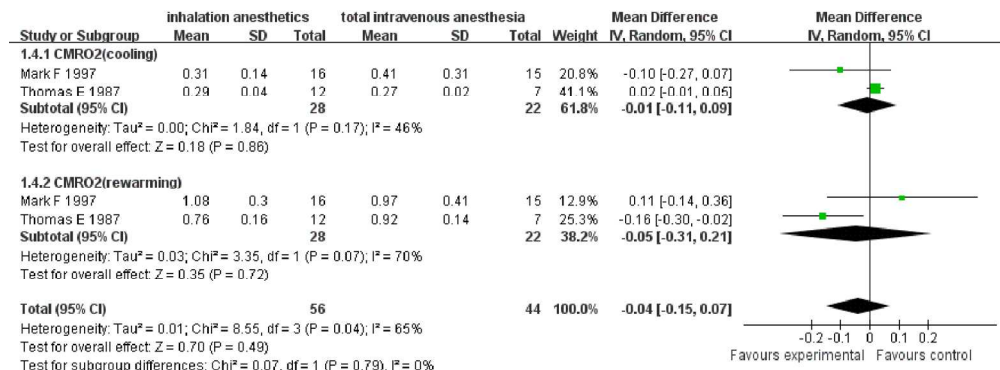 inhalation anesthetics total intravenous anesthesia Mean Difference Mean Difference
Study or Subgroup Mean SD Total Mean SD Total Weight IV, Random, 95% CI IV, Random, 95% CI
1.4.1 CMRO2(cooling)
Mark F 1997 0.31 0.14 16 0.41 0.31 15 20.8% -0.10 [-0.27, 0.07]
Thomas E 1987 0.29 0.04 12 0.27 0.02 7 41.1% 0.02 [-0.01, 0.05]
Subtotal (95% CI) 28 22 61.8% -0.01 [-0.11, 0.09]
Heterogeneity: Tau² = 0.00; Chi² = 1.84, df = 1 (P = 0.17); I² = 46%
Test for overall effect: Z = 0.18 (P = 0.86)
1.4.2 CMRO2(rewarming)
Mark F 1997 1.08 0.3 16 0.97 0.41 15 12.9% 0.11 [-0.14, 0.36]
Thomas E 1987 0.76 0.16 12 0.92 0.14 7 25.3% -0.16 [-0.30, -0.02]
Subtotal (95% CI) 28 22 38.2% -0.05 [-0.31, 0.21]
Heterogeneity: Tau² = 0.03; Chi² = 3.35, df = 1 (P = 0.07); I² = 70%
Test for overall effect: Z = 0.35 (P = 0.72)
Total (95% CI) 56 44 100.0% -0.04 [-0.15, 0.07]
Heterogeneity: Tau² = 0.01; Chi² = 8.55, df = 3 (P = 0.04); I² = 65%
Test for overall effect: Z = 0.70 (P = 0.49)
Test for subgroup differences: Chi² = 0.07, df = 1 (P = 0.79), I² = 0%
-0.2 -0.1 0 0.1 0.2
Favours experimental Favours control